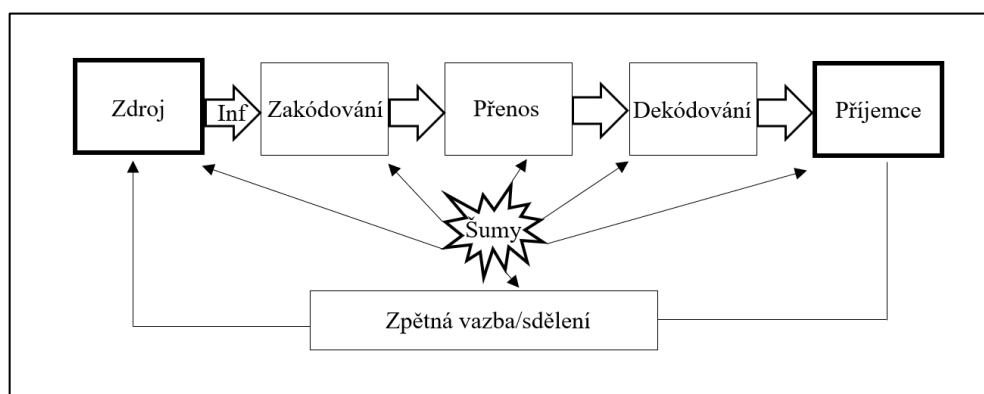 Zdroj
Inf
Zakódování
Přenos
Dekódování
Příjemce
Šumy
Zpětná vazba/sdělení